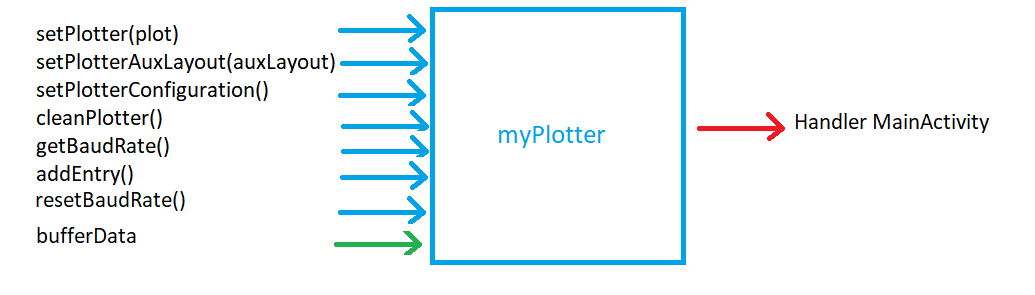 setPlotter(plot)
setPlotterAuxLayout(auxLayout)
setPlotterConfiguration()
cleanPlotter()
getBaudRate()
addEntry()
resetBaudRate()
bufferData
myPlotter
Handler MainActivity